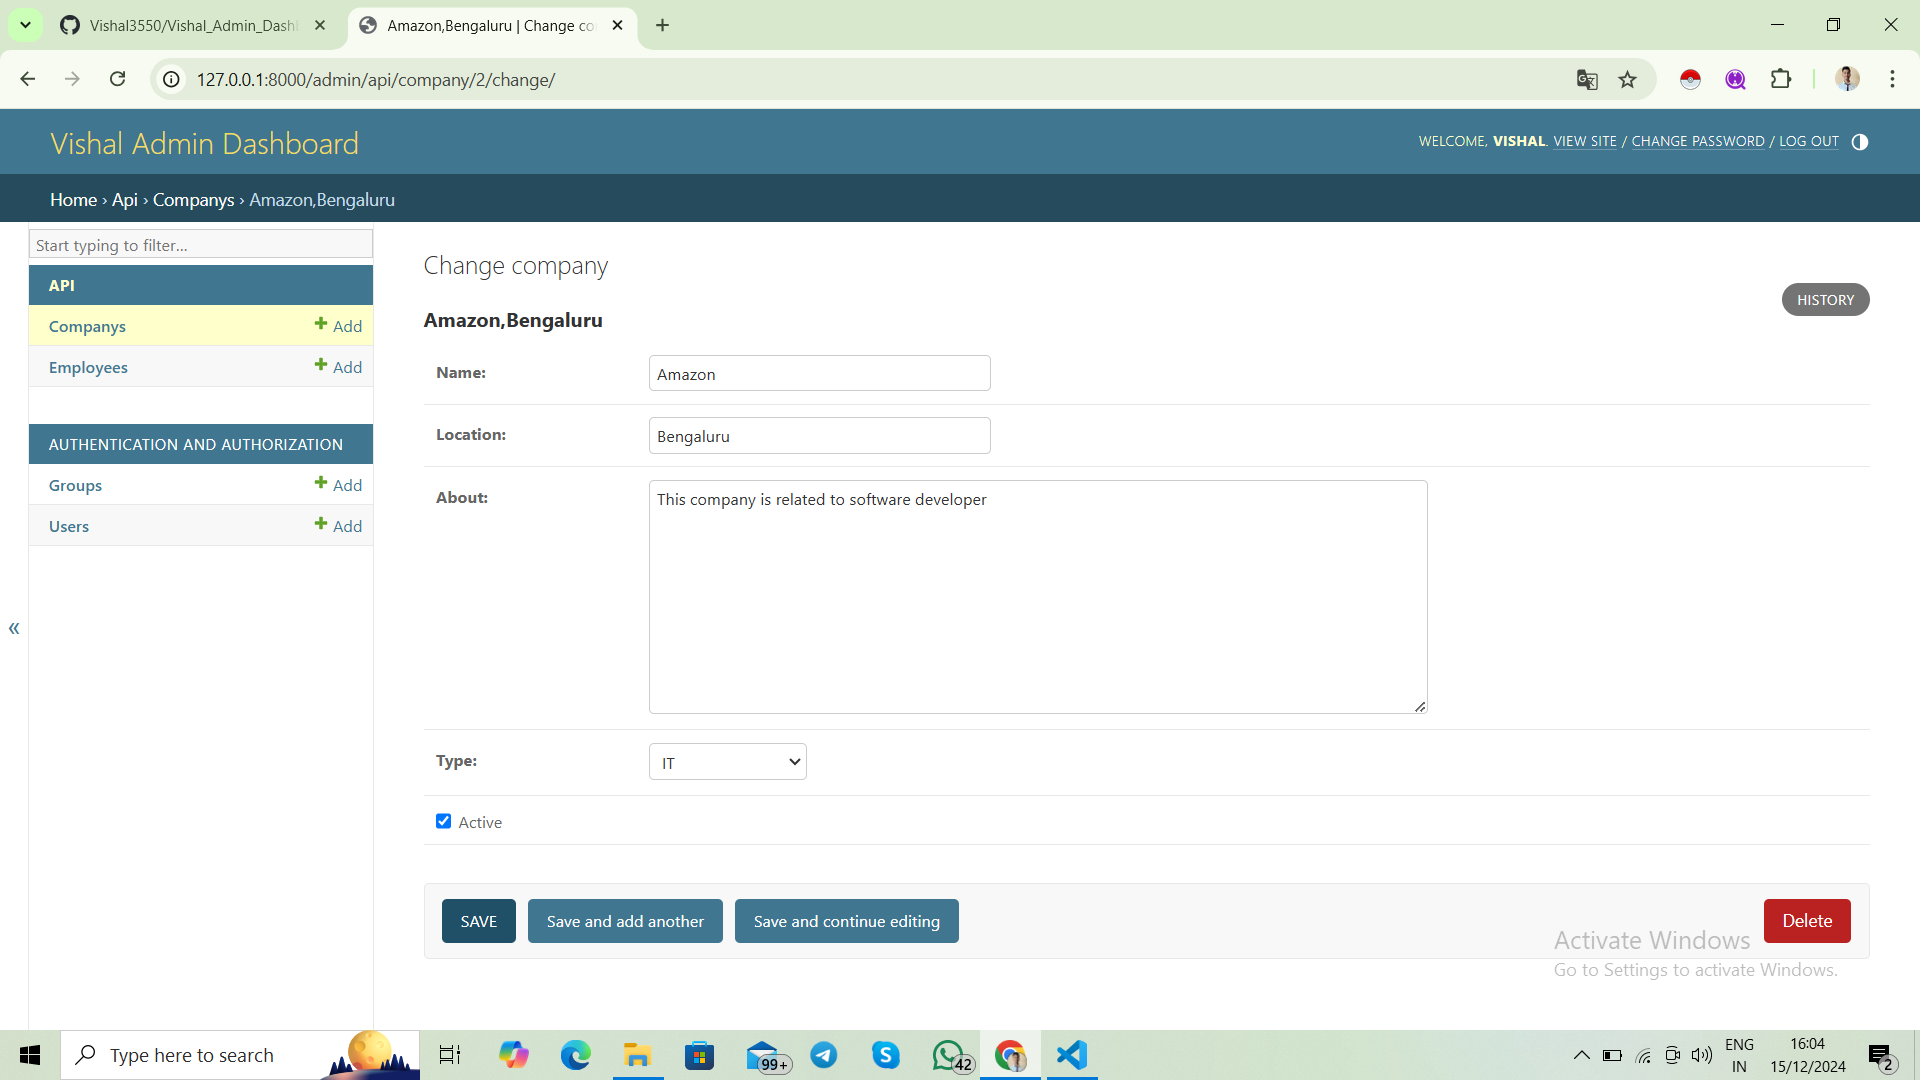 Vishal3550/Vishal_Admin_Dash
Amazon,Bengaluru | Change co
127.0.0.1:8000/admin/api/company/2/change/
Vishal Admin Dashboard
WELCOME, VISHAL. VIEW SITE / CHANGE PASSWORD / LOG OUT
Home › Api › Companys › Amazon,Bengaluru
Start typing to filter...
API
Companys + Add
Employees + Add
AUTHENTICATION AND AUTHORIZATION
Groups + Add
Users + Add
«
Change company
HISTORY
Amazon,Bengaluru
Name: Amazon
Location: Bengaluru
About: This company is related to software developer
Type: IT
Active
SAVE Save and add another Save and continue editing Delete
Activate Windows
Go to Settings to activate Windows.
Type here to search
99+
42
ENG
IN
16:04
15/12/2024
2